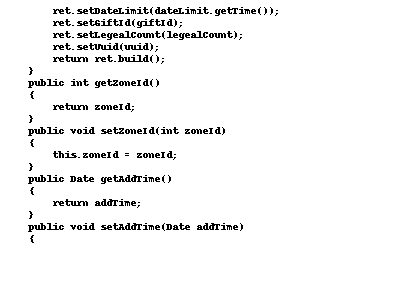 ret.setDateLimit(dateLimit.getTime());
ret.setGiftId(giftId);
ret.setLegealCount(legealCount);
ret.setUuid(uuid);
return ret.build();
}
public int getZoneId()
{
return zoneId;
}
public void setZoneId(int zoneId)
{
this.zoneId = zoneId;
}
public Date getAddTime()
{
return addTime;
}
public void setAddTime(Date addTime)
{